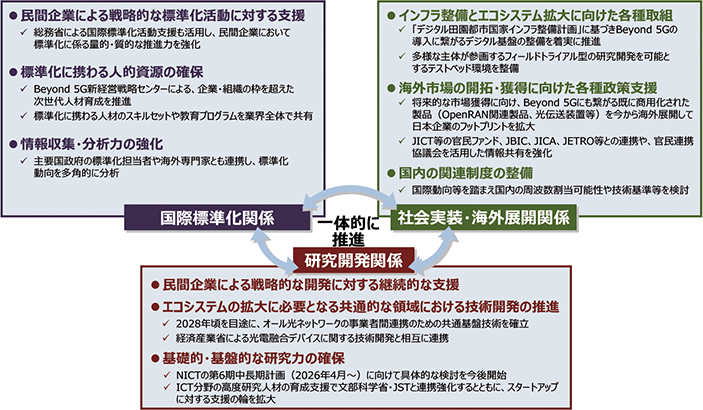 ● 民間企業による戦略的な標準化活動に対する支援
✓ 総務省による国際標準化活動支援も活用し、民間企業において
標準化に係る量的・質的な推進力を強化
● 標準化に携わる人的資源の確保
✓ Beyond 5G新経営戦略センターによる、企業・組織の枠を超えた
次世代人材育成を推進
✓ 標準化に携わる人材のスキルセットや教育プログラムを業界全体で共有
● 情報収集・分析力の強化
✓ 主要国政府の標準化担当者や海外専門家とも連携し、標準化
動向を多角的に分析
国際標準化関係
● インフラ整備とエコシステム拡大に向けた各種取組
✓ 「デジタル田園都市国家インフラ整備計画」に基づきBeyond 5Gの
導入に繋がるデジタル基盤の整備を着実に推進
✓ 多様な主体が参画するフィールドトライアル型の研究開発を可能と
するテストベッド環境を整備
● 海外市場の開拓・獲得に向けた各種政策支援
✓ 将来的な市場獲得に向け、Beyond 5Gにも繋がる既に商用化された
製品（OpenRAN関連製品、光伝送装置等）を今から海外展開して
日本企業のフットプリントを拡大
✓ JICT等の官民ファンド、JBIC、JICA、JETRO等との連携や、官民連携
協議会を活用した情報共有を強化
● 国内の関連制度の整備
✓ 国際動向等を踏まえ国内の周波数割当可能性や技術基準等を検討
社会実装・海外展開関係
一体的に
推進
研究開発関係
● 民間企業による戦略的な開発に対する継続的な支援
● エコシステムの拡大に必要となる共通的な領域における技術開発の推進
✓ 2028年頃を目途に、オール光ネットワークの事業者間連携のための共通基盤技術を確立
✓ 経済産業省による光電融合デバイスに関する技術開発と相互に連携
● 基礎的・基盤的な研究力の確保
✓ NICTの第6期中長期計画（2026年4月～）に向けて具体的な検討を今後開始
✓ ICT分野の高度研究人材の育成支援で文部科学省・JSTと連携強化するとともに、スタートアップ
に対する支援の輪を拡大